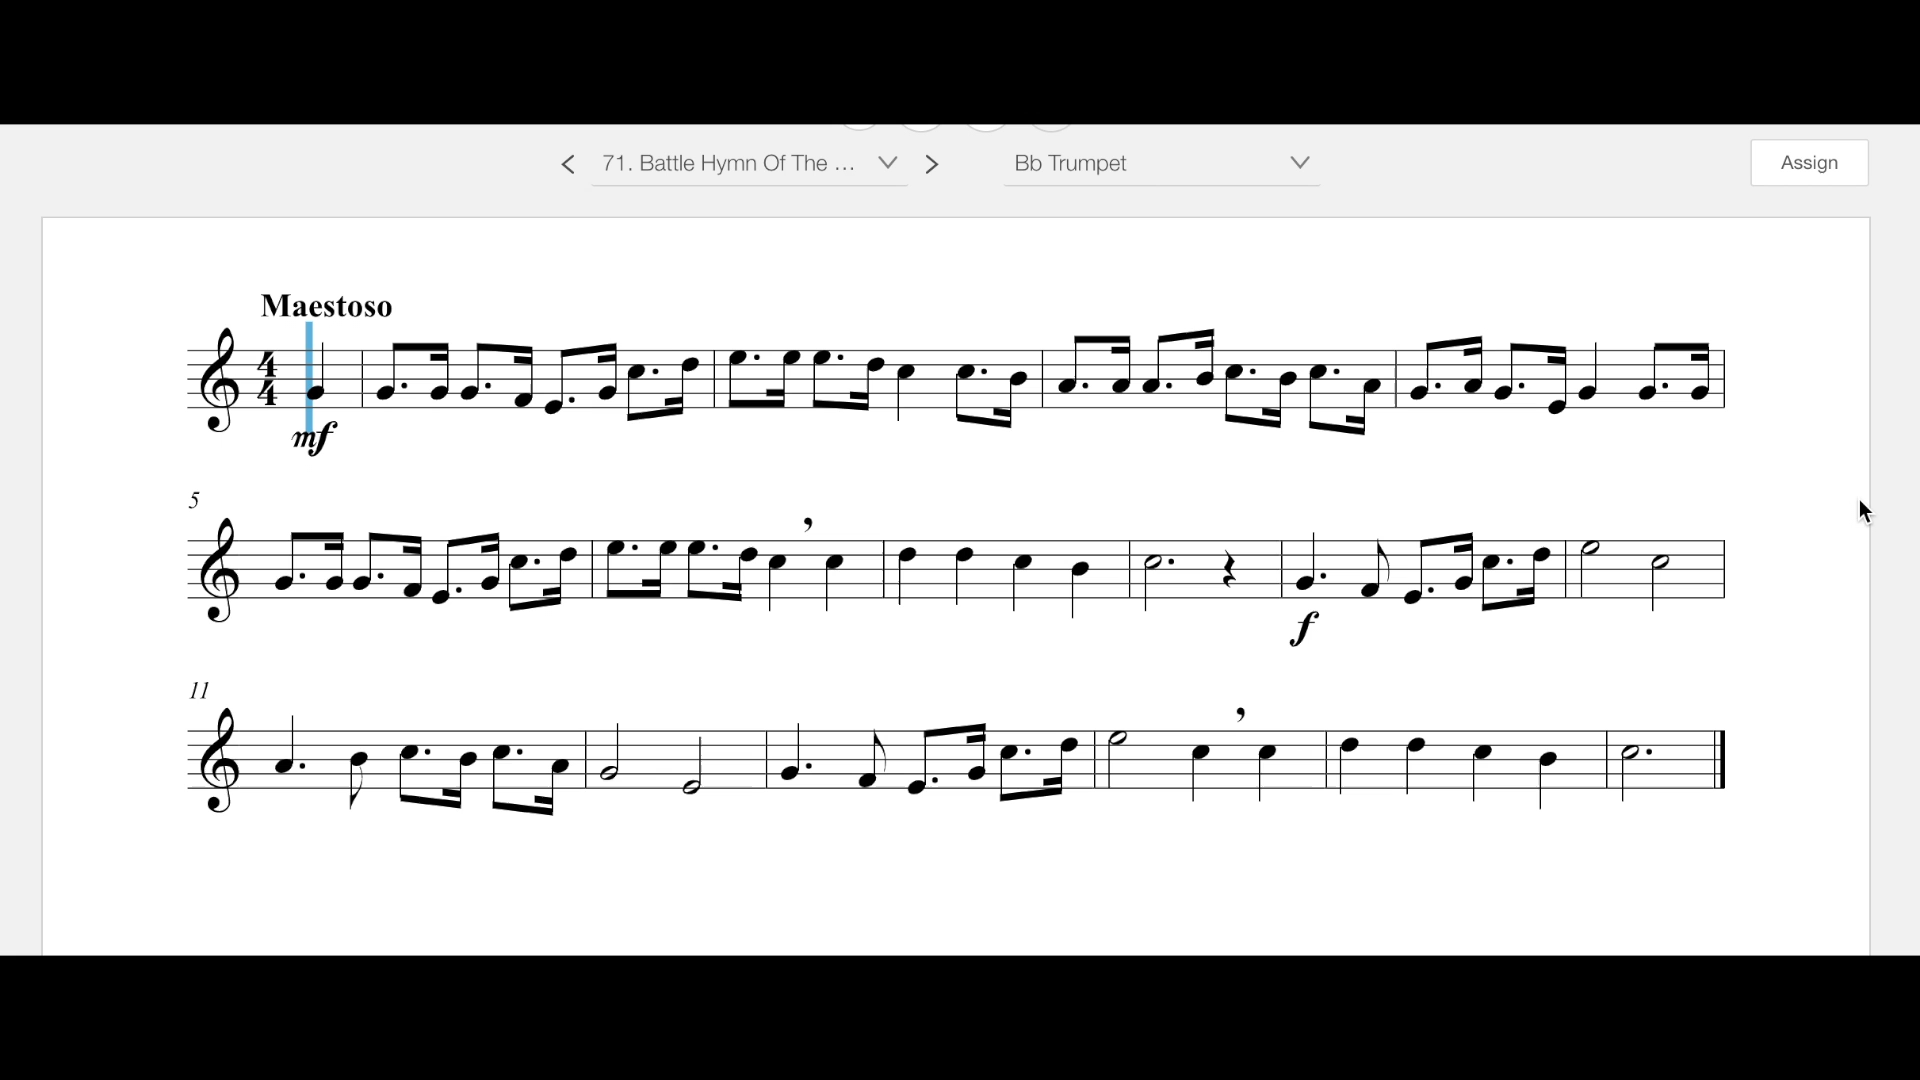 71. Battle Hymn Of The ...
Bb Trumpet
Assign
Maestoso
4
4
mf
5
f
11